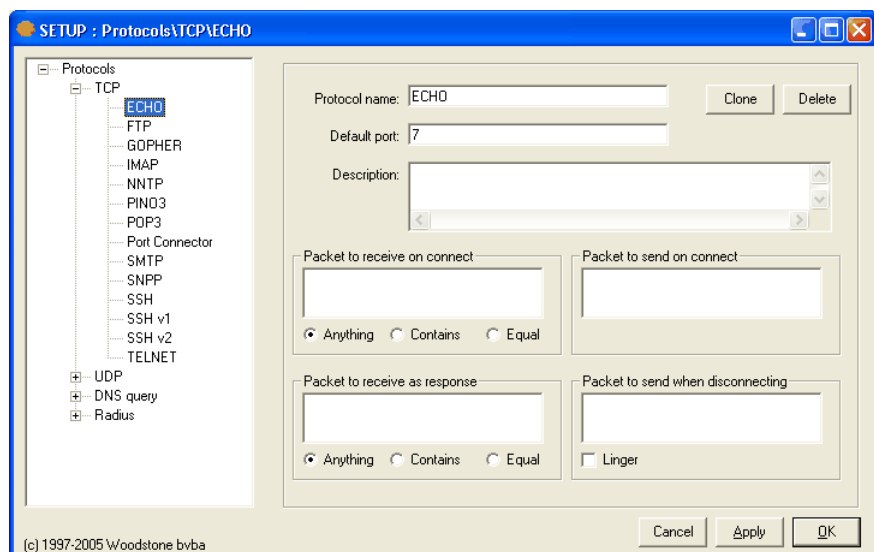 SETUP : Protocols\TCP\ECHO
Protocols
TCP
ECHO
FTP
GOPHER
IMAP
NNTP
PINO3
POP3
Port Connector
SMTP
SNPP
SSH
SSH v1
SSH v2
TELNET
UDP
DNS query
Radius
Protocol name: ECHO
Clone
Delete
Default port: 7
Description:
Packet to receive on connect
Anything Contains Equal
Packet to send on connect
Packet to receive as response
Anything Contains Equal
Packet to send when disconnecting
Linger
(c) 1997-2005 Woodstone bvba
Cancel
Apply
OK